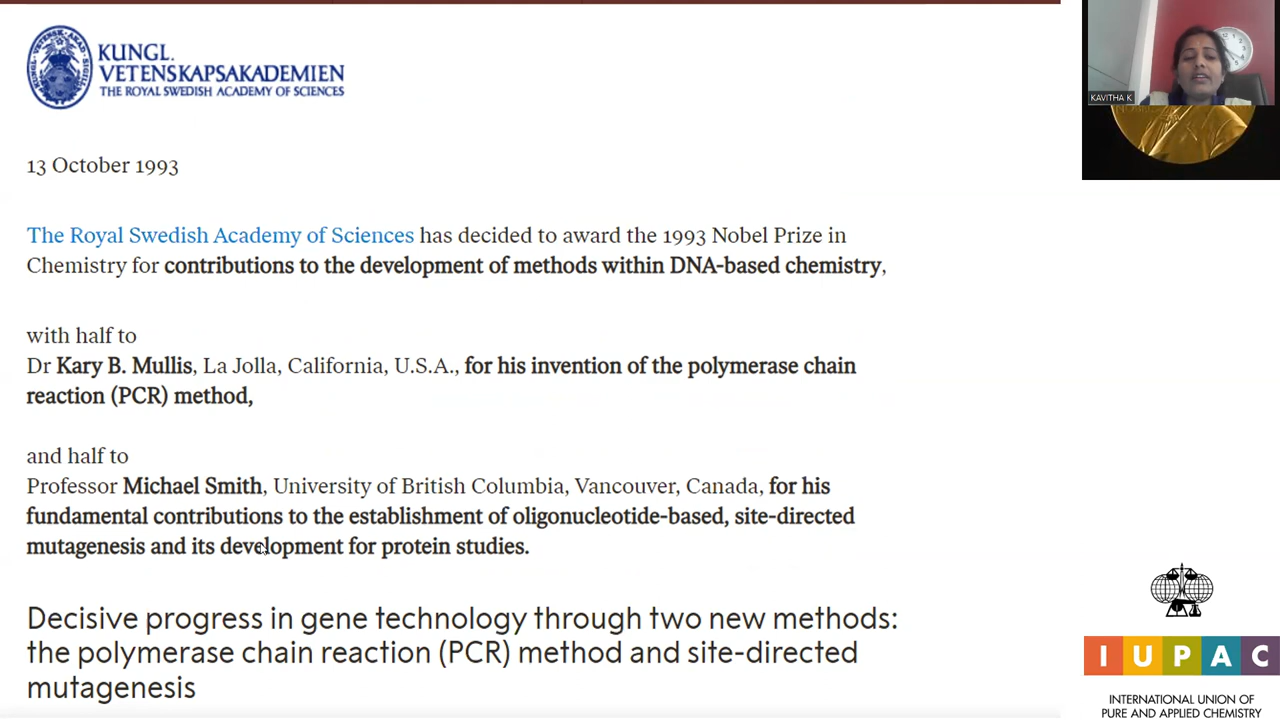 KUNGL.
VETENSKAPSAKADEMIEN
THE ROYAL SWEDISH ACADEMY OF SCIENCES
KAVITHA K
13 October 1993
The Royal Swedish Academy of Sciences has decided to award the 1993 Nobel Prize in
Chemistry for contributions to the development of methods within DNA-based chemistry,
with half to
Dr Kary B. Mullis, La Jolla, California, U.S.A., for his invention of the polymerase chain
reaction (PCR) method,
and half to
Professor Michael Smith, University of British Columbia, Vancouver, Canada, for his
fundamental contributions to the establishment of oligonucleotide-based, site-directed
mutagenesis and its development for protein studies.
Decisive progress in gene technology through two new methods:
the polymerase chain reaction (PCR) method and site-directed
mutagenesis
IUPAC
INTERNATIONAL UNION OF
PURE AND APPLIED CHEMISTRY